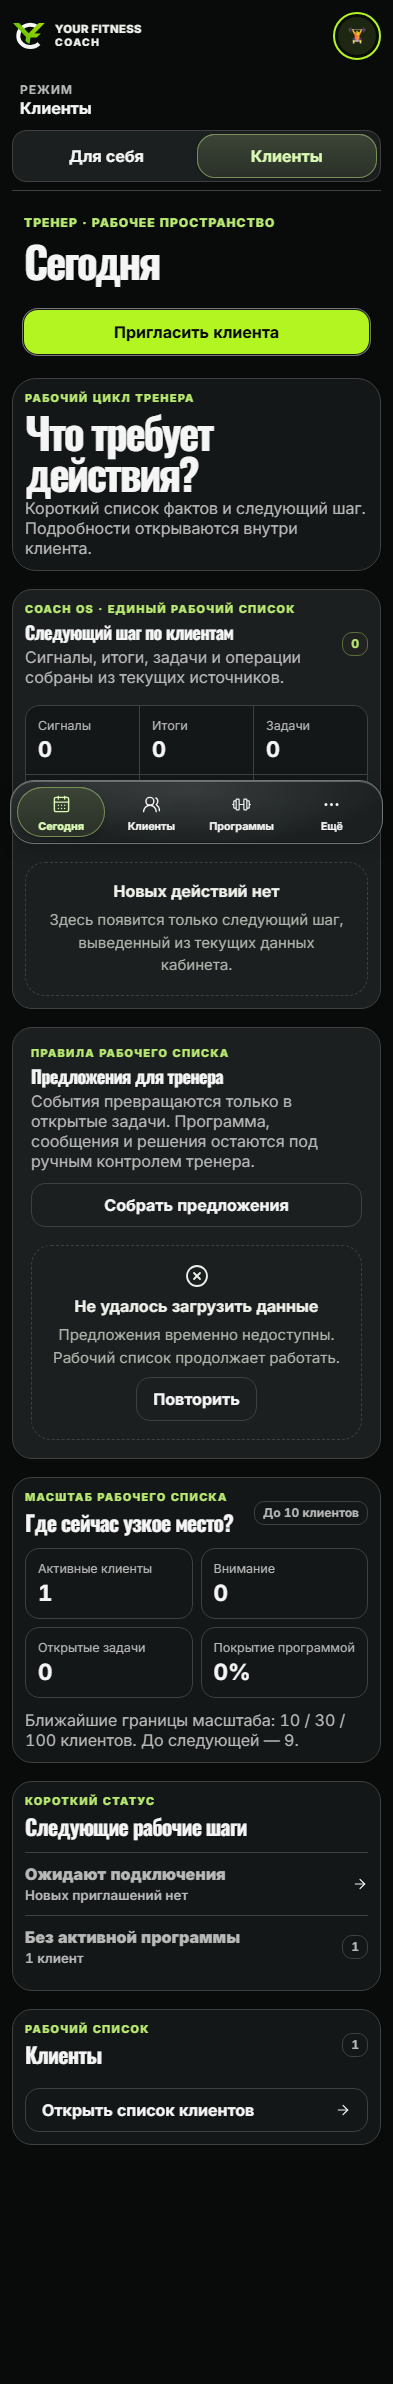 YOUR FITNESS
COACH
РЕЖИМ
Клиенты
Для себя
Клиенты
ТРЕНЕР · РАБОЧЕЕ ПРОСТРАНСТВО
Сегодня
Пригласить клиента
РАБОЧИЙ ЦИКЛ ТРЕНЕРА
Что требует
действия?
Короткий список фактов и следующий шаг.
Подробности открываются внутри
клиента.
COACH OS · ЕДИНЫЙ РАБОЧИЙ СПИСОК
Следующий шаг по клиентам
0
Сигналы, итоги, задачи и операции
собраны из текущих источников.
Сигналы
0
Итоги
0
Задачи
0
Сегодня
Клиенты
Программы
Ещё
Новых действий нет
Здесь появится только следующий шаг,
выведенный из текущих данных
кабинета.
ПРАВИЛА РАБОЧЕГО СПИСКА
Предложения для тренера
События превращаются только в
открытые задачи. Программа,
сообщения и решения остаются под
ручным контролем тренера.
Собрать предложения
Не удалось загрузить данные
Предложения временно недоступны.
Рабочий список продолжает работать.
Повторить
МАСШТАБ РАБОЧЕГО СПИСКА
Где сейчас узкое место?
До 10 клиентов
Активные клиенты
1
Внимание
0
Открытые задачи
0
Покрытие программой
0%
Ближайшие границы масштаба: 10 / 30 /
100 клиентов. До следующей — 9.
КОРОТКИЙ СТАТУС
Следующие рабочие шаги
Ожидают подключения
Новых приглашений нет
Без активной программы
1 клиент
1
РАБОЧИЙ СПИСОК
Клиенты
1
Открыть список клиентов